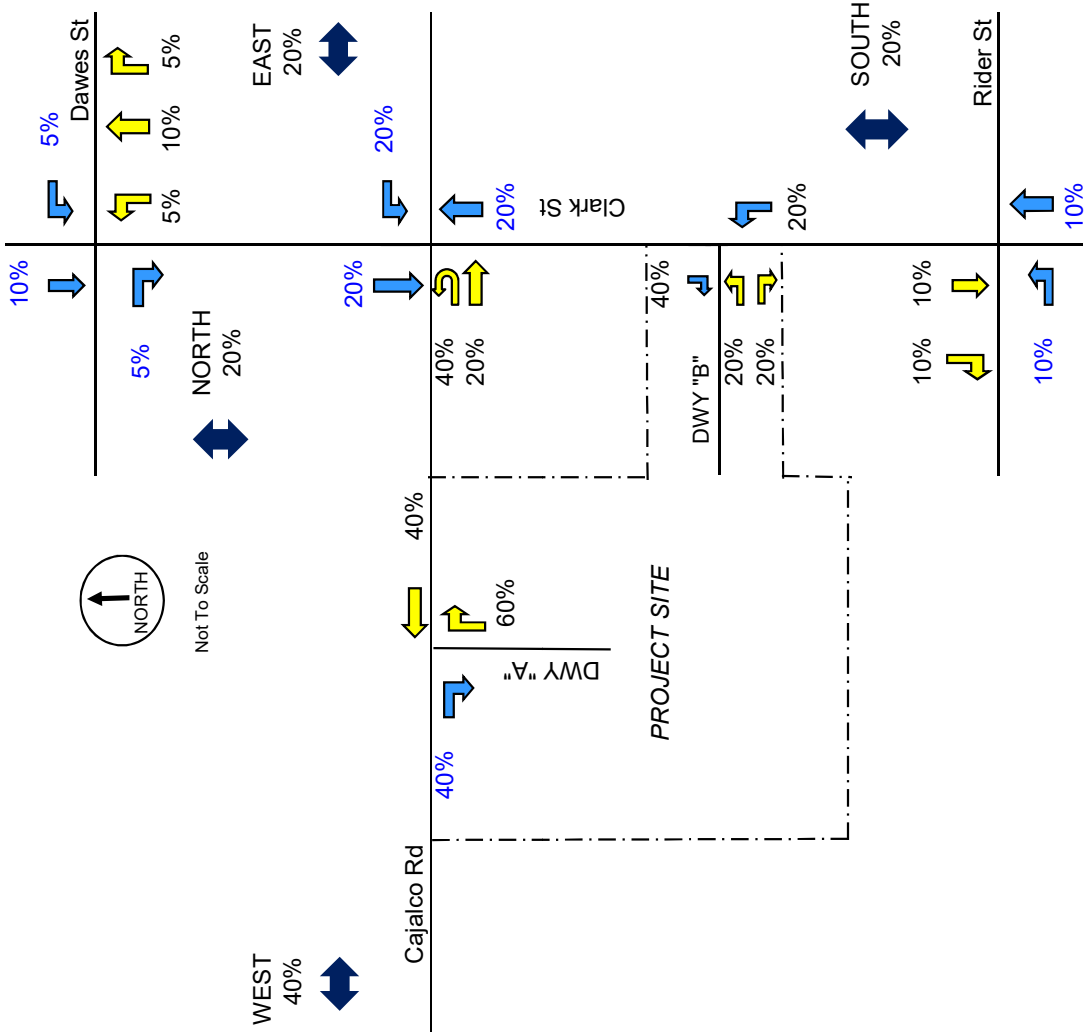 Dawes St
5%
5%
10%
5%
10%
5%
NORTH
20%
EAST
20%
NORTH
Not To Scale
20%
20%
20%
Clark St
40%
20%
40%
60%
DWY "A"
40%
PROJECT SITE
Cajalco Rd
WEST
40%
40%
DWY "B"
20%
20%
20%
SOUTH
20%
Rider St
10%
10%
10%
10%